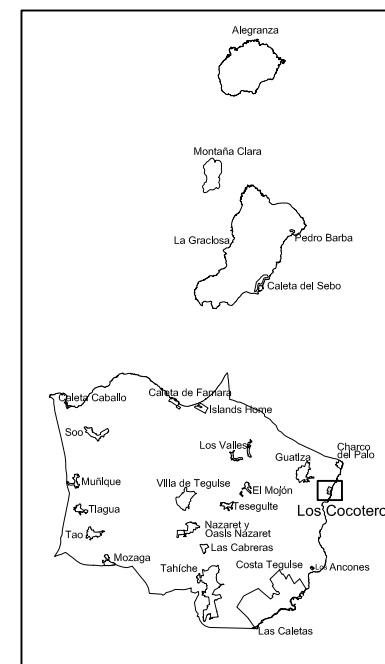 Alegranza
Montaña Clara
La Graciosa
Pedro Barba
Caleta del Sebo
Caleta Caballo
Caleta de Famara
Islands Home
Soo
Los Valles
Guatiza
Charco
del Palo
Muñique
Villa de Teguise
El Mojón
Teseguite
Los Cocotero
Tiagua
Tao
Nazaret y
Oasis Nazaret
Las Cabreras
Mozaga
Tahíche
Costa Teguise
Los Ancones
Las Caletas